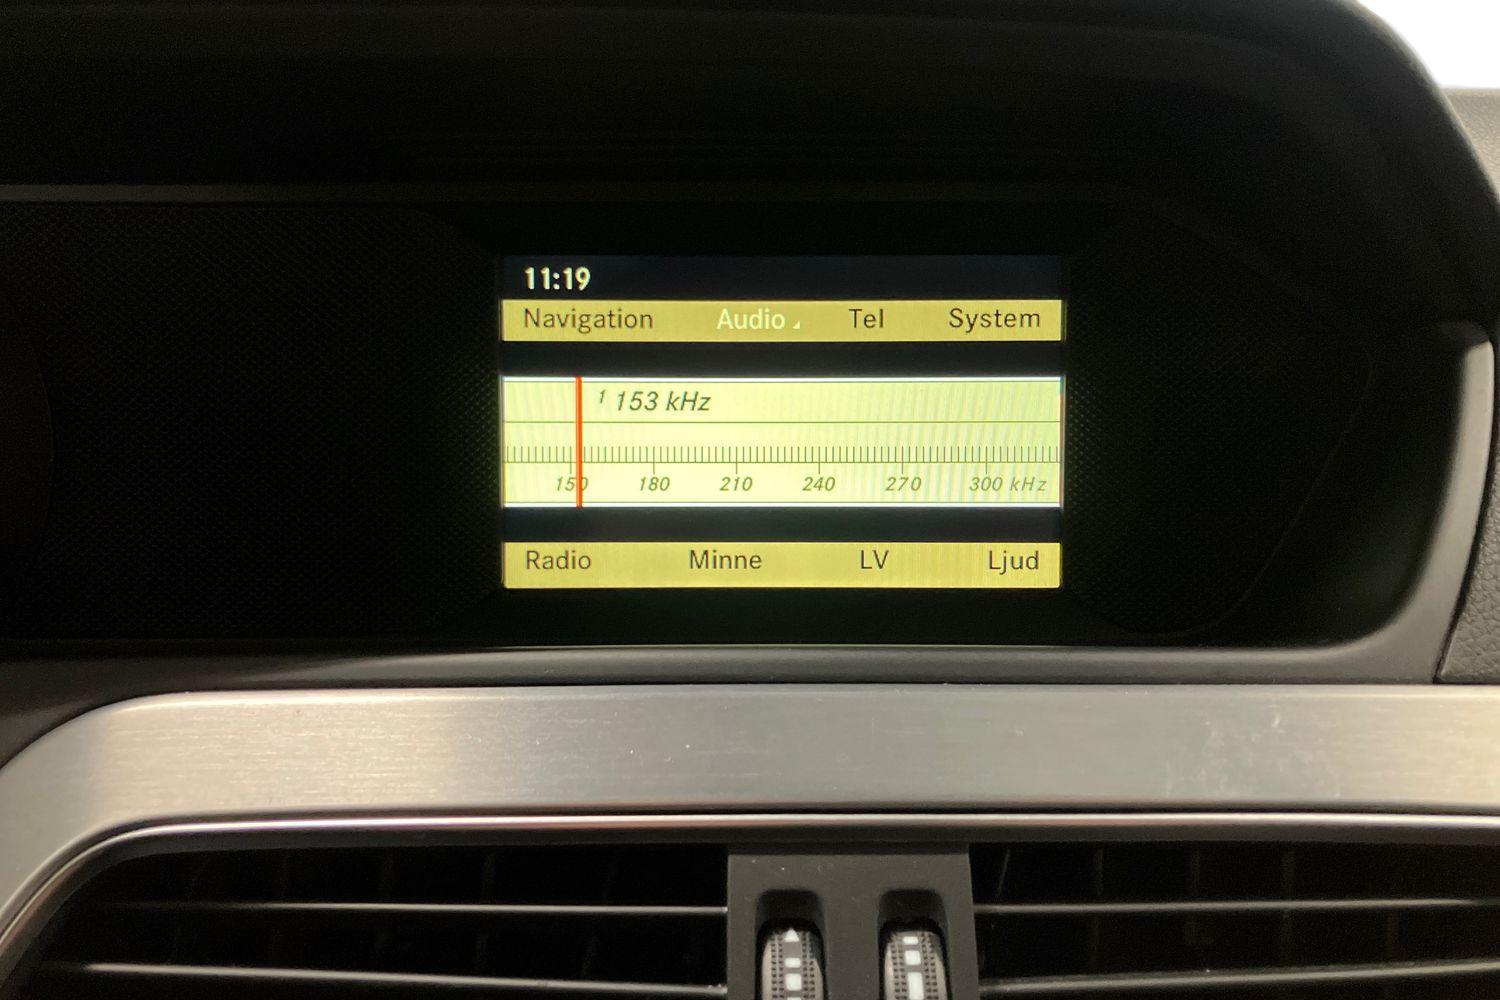 11:19
Navigation Audio Tel System
1 153 kHz
150 180 210 240 270 300 kHz
Radio Minne LV Ljud